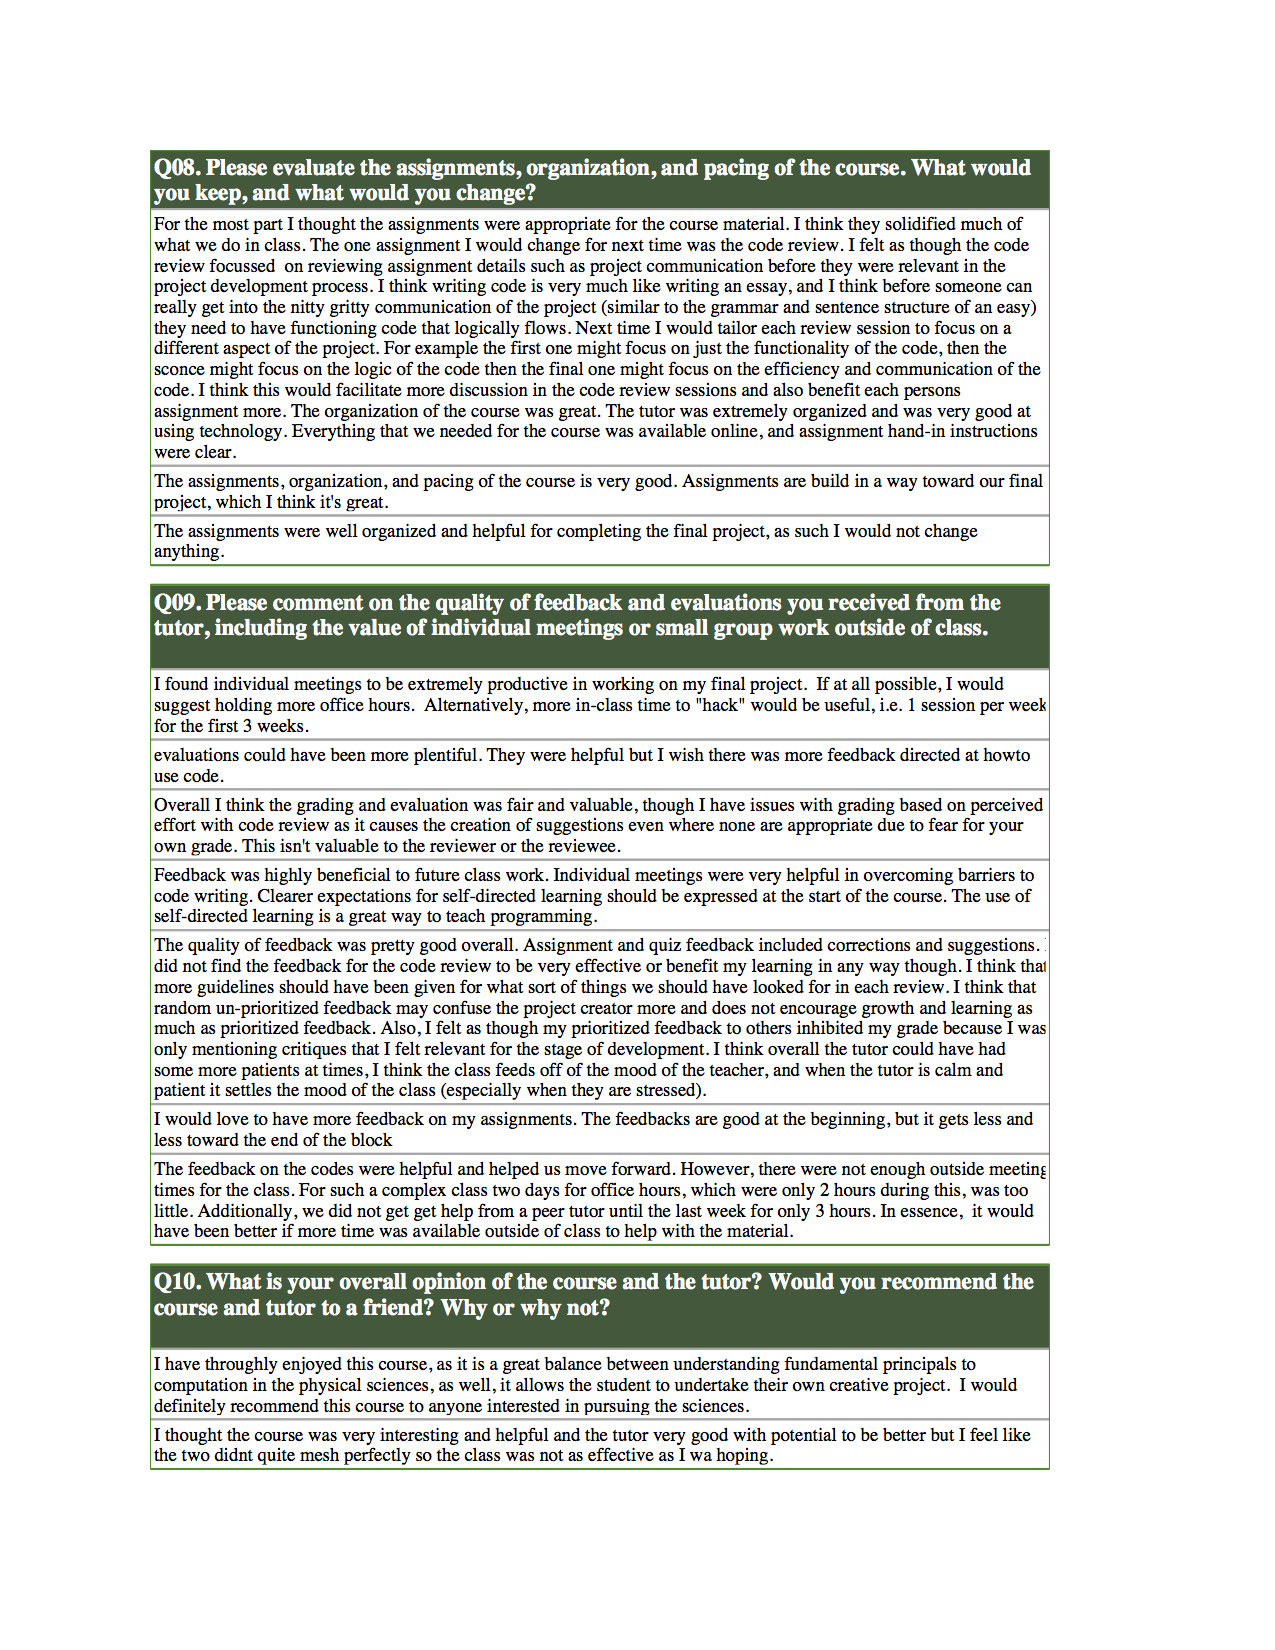 Q08. Please evaluate the assignments, organization, and pacing of the course. What would
you keep, and what would you change?
For the most part I thought the assignments were appropriate for the course material. I think they solidified much of
what we do in class. The one assignment I would change for next time was the code review. I felt as though the code
review focussed  on reviewing assignment details such as project communication before they were relevant in the
project development process. I think writing code is very much like writing an essay, and I think before someone can
really get into the nitty gritty communication of the project (similar to the grammar and sentence structure of an easy)
they need to have functioning code that logically flows. Next time I would tailor each review session to focus on a
different aspect of the project. For example the first one might focus on just the functionality of the code, then the
sconce might focus on the logic of the code then the final one might focus on the efficiency and communication of the
code. I think this would facilitate more discussion in the code review sessions and also benefit each persons
assignment more. The organization of the course was great. The tutor was extremely organized and was very good at
using technology. Everything that we needed for the course was available online, and assignment hand-in instructions
were clear.
The assignments, organization, and pacing of the course is very good. Assignments are build in a way toward our final
project, which I think it's great.
The assignments were well organized and helpful for completing the final project, as such I would not change
anything.
Q09. Please comment on the quality of feedback and evaluations you received from the
tutor, including the value of individual meetings or small group work outside of class.
I found individual meetings to be extremely productive in working on my final project.  If at all possible, I would
suggest holding more office hours.  Alternatively, more in-class time to "hack" would be useful, i.e. 1 session per week
for the first 3 weeks.
evaluations could have been more plentiful. They were helpful but I wish there was more feedback directed at howto
use code.
Overall I think the grading and evaluation was fair and valuable, though I have issues with grading based on perceived
effort with code review as it causes the creation of suggestions even where none are appropriate due to fear for your
own grade. This isn't valuable to the reviewer or the reviewee.
Feedback was highly beneficial to future class work. Individual meetings were very helpful in overcoming barriers to
code writing. Clearer expectations for self-directed learning should be expressed at the start of the course. The use of
self-directed learning is a great way to teach programming.
The quality of feedback was pretty good overall. Assignment and quiz feedback included corrections and suggestions.
did not find the feedback for the code review to be very effective or benefit my learning in any way though. I think that
more guidelines should have been given for what sort of things we should have looked for in each review. I think that
random un-prioritized feedback may confuse the project creator more and does not encourage growth and learning as
much as prioritized feedback. Also, I felt as though my prioritized feedback to others inhibited my grade because I was
only mentioning critiques that I felt relevant for the stage of development. I think overall the tutor could have had
some more patients at times, I think the class feeds off of the mood of the teacher, and when the tutor is calm and
patient it settles the mood of the class (especially when they are stressed).
I would love to have more feedback on my assignments. The feedbacks are good at the beginning, but it gets less and
less toward the end of the block
The feedback on the codes were helpful and helped us move forward. However, there were not enough outside meeting
times for the class. For such a complex class two days for office hours, which were only 2 hours during this, was too
little. Additionally, we did not get get help from a peer tutor until the last week for only 3 hours. In essence,  it would
have been better if more time was available outside of class to help with the material.
Q10. What is your overall opinion of the course and the tutor? Would you recommend the
course and tutor to a friend? Why or why not?
I have throughly enjoyed this course, as it is a great balance between understanding fundamental principals to
computation in the physical sciences, as well, it allows the student to undertake their own creative project.  I would
definitely recommend this course to anyone interested in pursuing the sciences.
I thought the course was very interesting and helpful and the tutor very good with potential to be better but I feel like
the two didnt quite mesh perfectly so the class was not as effective as I wa hoping.